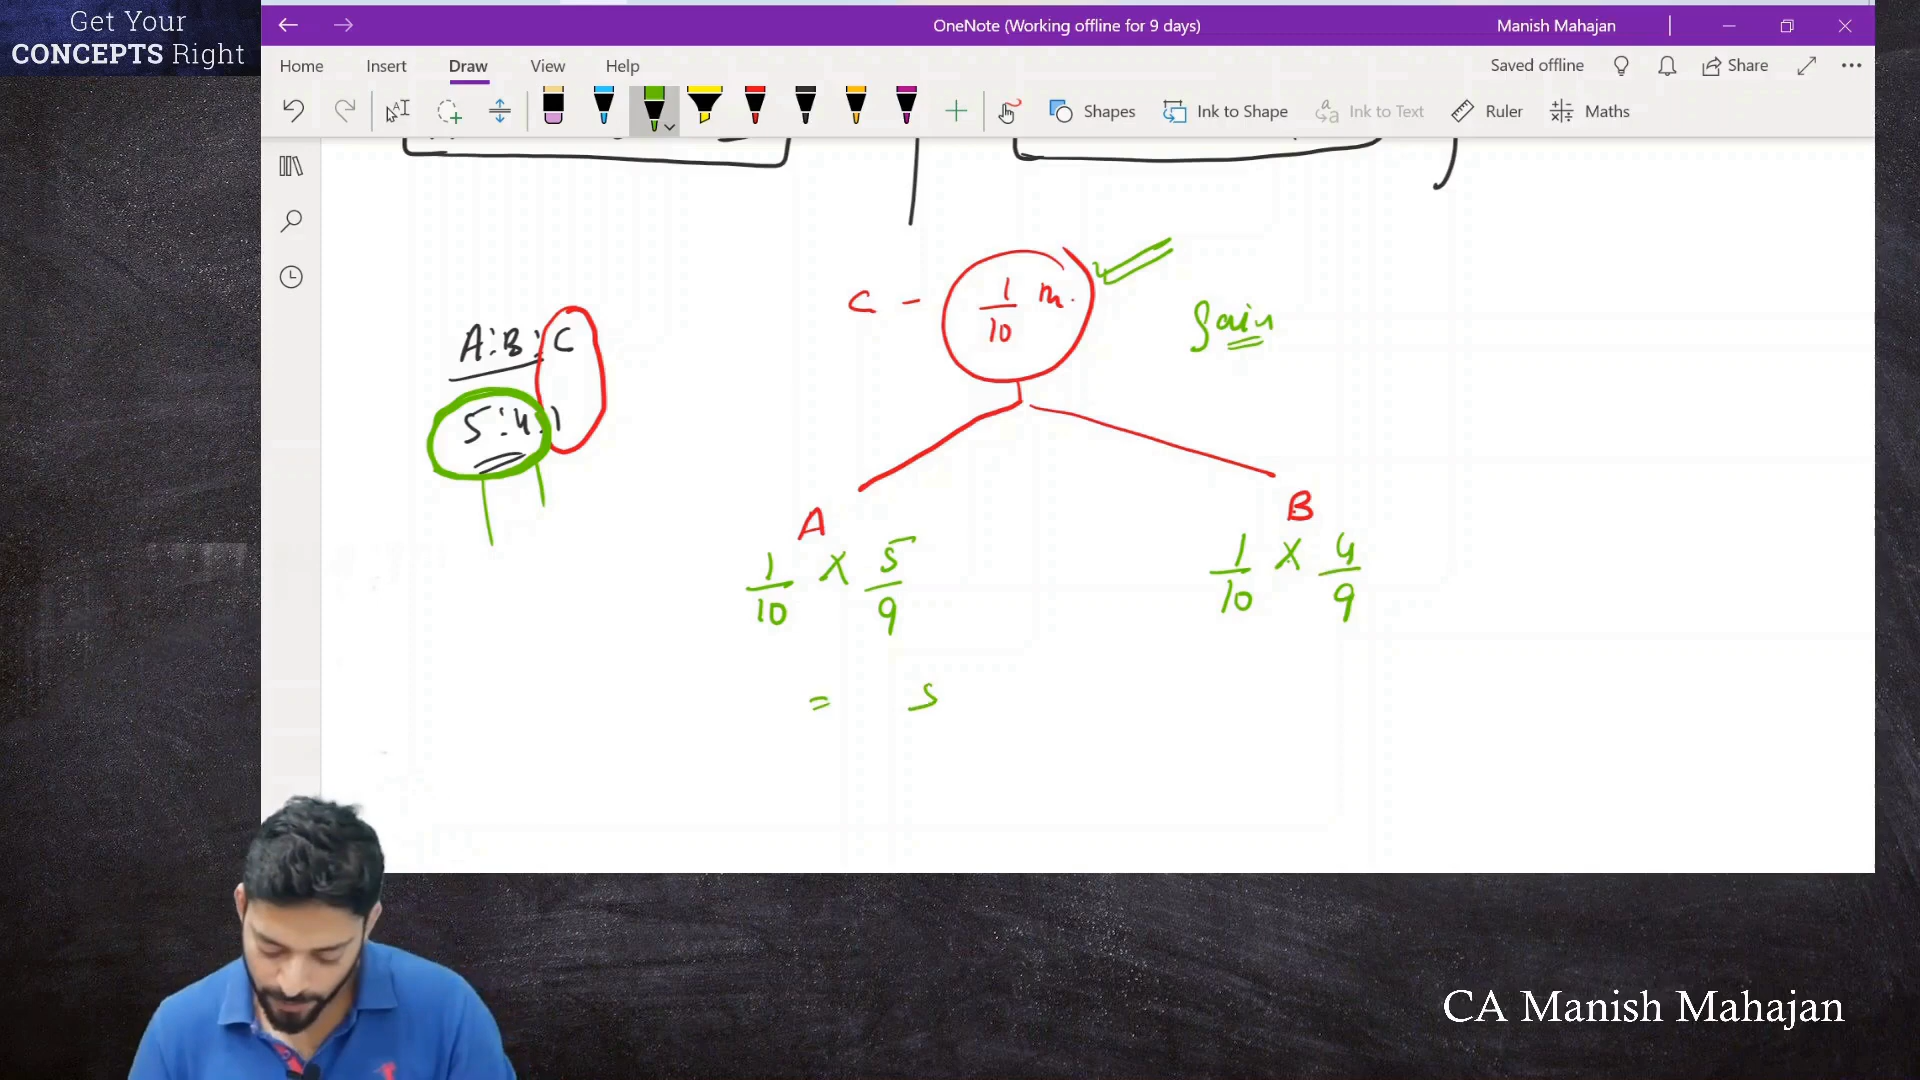 Get Your
CONCEPTS Right
OneNote (Working offline for 9 days)
Manish Mahajan
Home Insert Draw View Help
Saved offline
Share
Shapes
Ink to Shape
Ink to Text
Ruler
Maths
C - 1/10 th.
Gain
A:B:C
5:4:1
A
B
1/10 × 5/9
1/10 × 4/9
= 5
CA Manish Mahajan